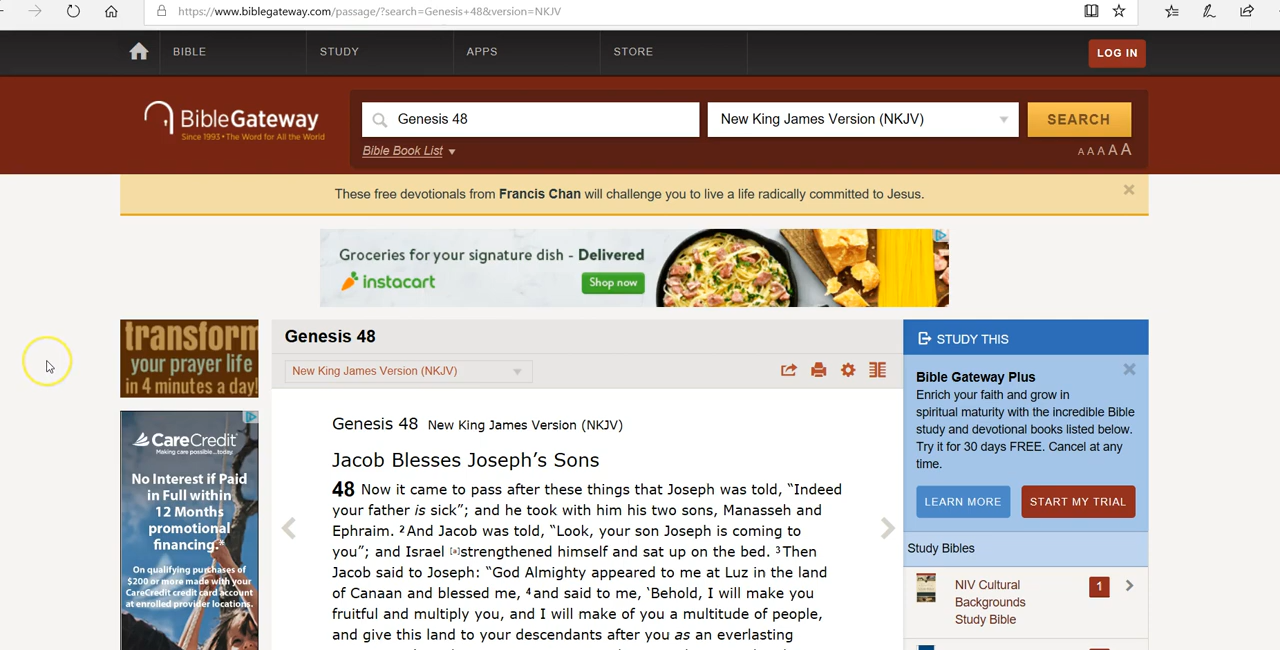 https://www.biblegateway.com/passage/?search=Genesis+48&version=NKJV
BIBLE
STUDY
APPS
STORE
LOG IN
BibleGateway
Since 1993 • The Word for All the World
Genesis 48
New King James Version (NKJV)
SEARCH
Bible Book List
A A A A A
These free devotionals from Francis Chan will challenge you to live a life radically committed to Jesus.
Groceries for your signature dish - Delivered
instacart
Shop now
transform
your prayer life
in 4 minutes a day!
CareCredit
Making care possible...today.
No Interest if Paid
in Full within
12 Months
promotional
financing.*
On qualifying purchases of
$200 or more made with your
CareCredit credit card account
at enrolled provider locations.
Genesis 48
New King James Version (NKJV)
Genesis 48 New King James Version (NKJV)
Jacob Blesses Joseph’s Sons
48 Now it came to pass after these things that Joseph was told, “Indeed
your father is sick”; and he took with him his two sons, Manasseh and
Ephraim. 2 And Jacob was told, “Look, your son Joseph is coming to
you”; and Israel [a]strengthened himself and sat up on the bed. 3 Then
Jacob said to Joseph: “God Almighty appeared to me at Luz in the land
of Canaan and blessed me, 4 and said to me, ‘Behold, I will make you
fruitful and multiply you, and I will make of you a multitude of people,
and give this land to your descendants after you as an everlasting
STUDY THIS
Bible Gateway Plus
Enrich your faith and grow in
spiritual maturity with the incredible Bible
study and devotional books listed below.
Try it for 30 days FREE. Cancel at any
time.
LEARN MORE
START MY TRIAL
Study Bibles
NIV Cultural
Backgrounds
Study Bible
1